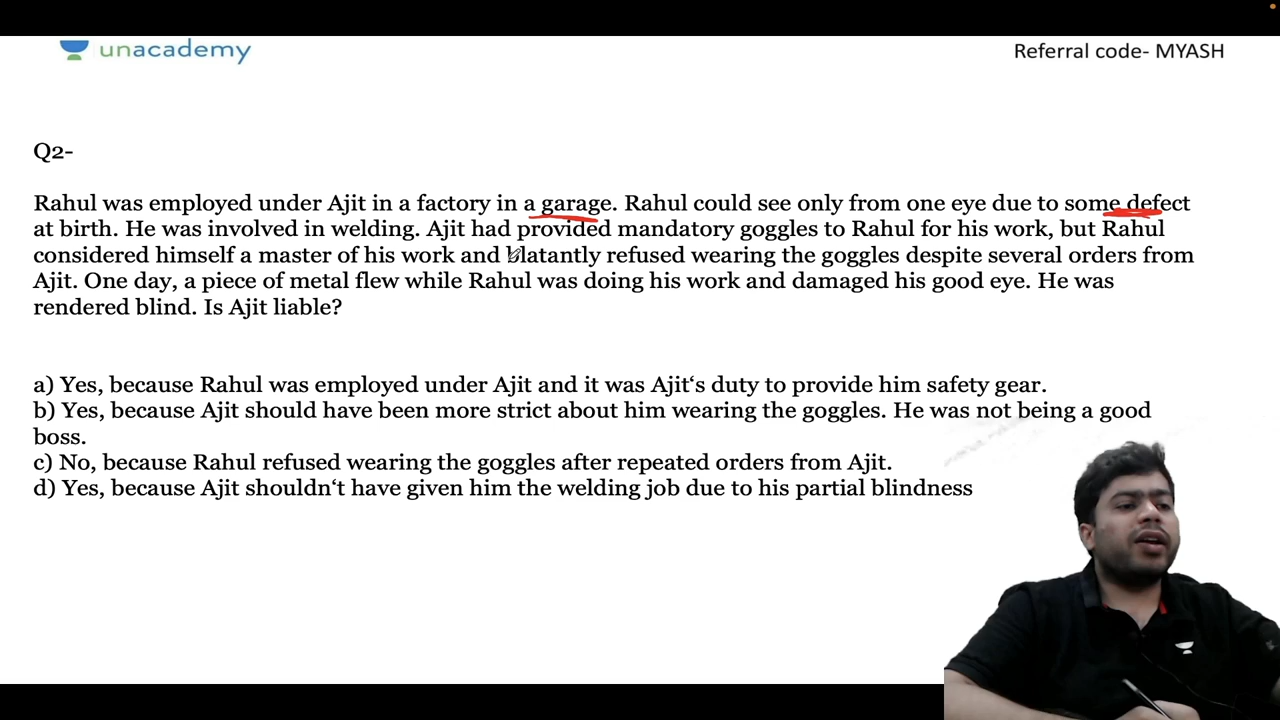 unacademy
Referral code- MYASH
Q2-
Rahul was employed under Ajit in a factory in a garage. Rahul could see only from one eye due to some defect
at birth. He was involved in welding. Ajit had provided mandatory goggles to Rahul for his work, but Rahul
considered himself a master of his work and blatantly refused wearing the goggles despite several orders from
Ajit. One day, a piece of metal flew while Rahul was doing his work and damaged his good eye. He was
rendered blind. Is Ajit liable?
a) Yes, because Rahul was employed under Ajit and it was Ajit‘s duty to provide him safety gear.
b) Yes, because Ajit should have been more strict about him wearing the goggles. He was not being a good
boss.
c) No, because Rahul refused wearing the goggles after repeated orders from Ajit.
d) Yes, because Ajit shouldn‘t have given him the welding job due to his partial blindness